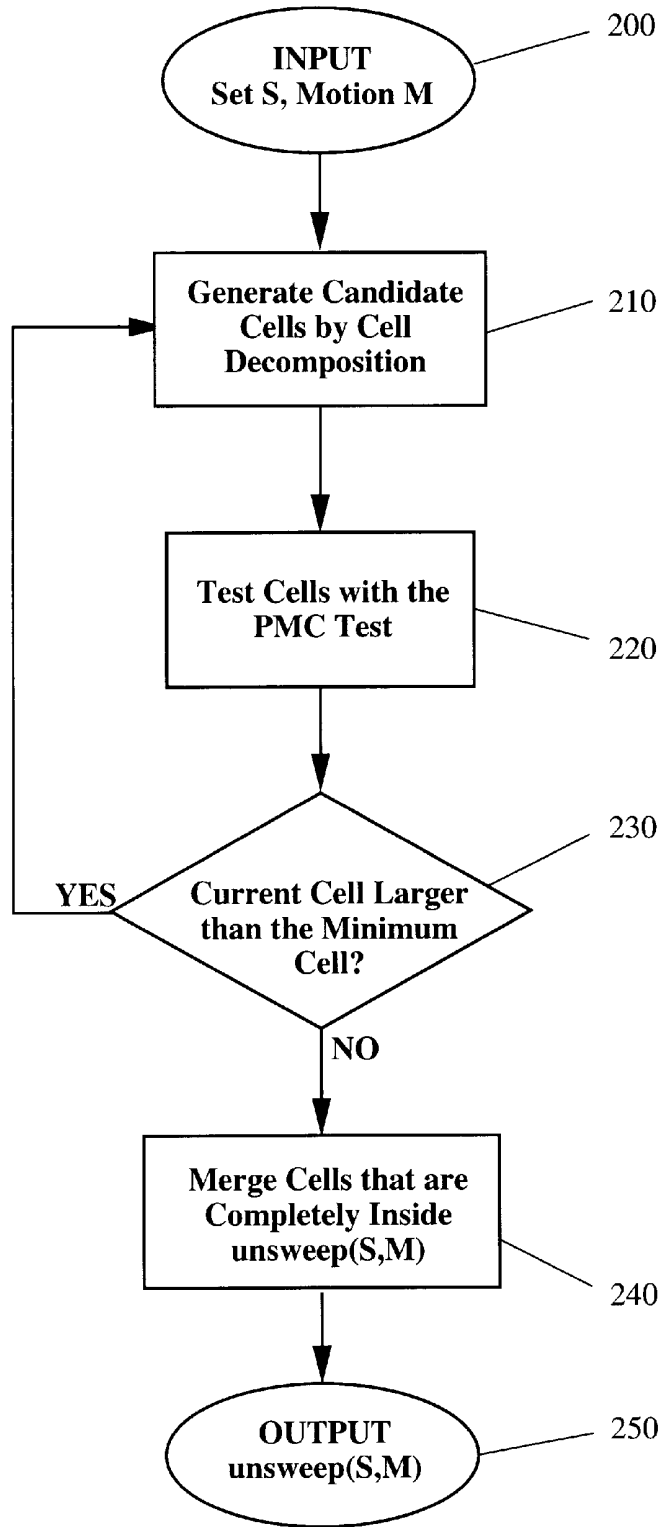 200
INPUT
Set S, Motion M
Generate Candidate
Cells by Cell
Decomposition
210
Test Cells with the
PMC Test
220
230
YES
Current Cell Larger
than the Minimum
Cell?
NO
Merge Cells that are
Completely Inside
unsweep(S,M)
240
OUTPUT
unsweep(S,M)
250